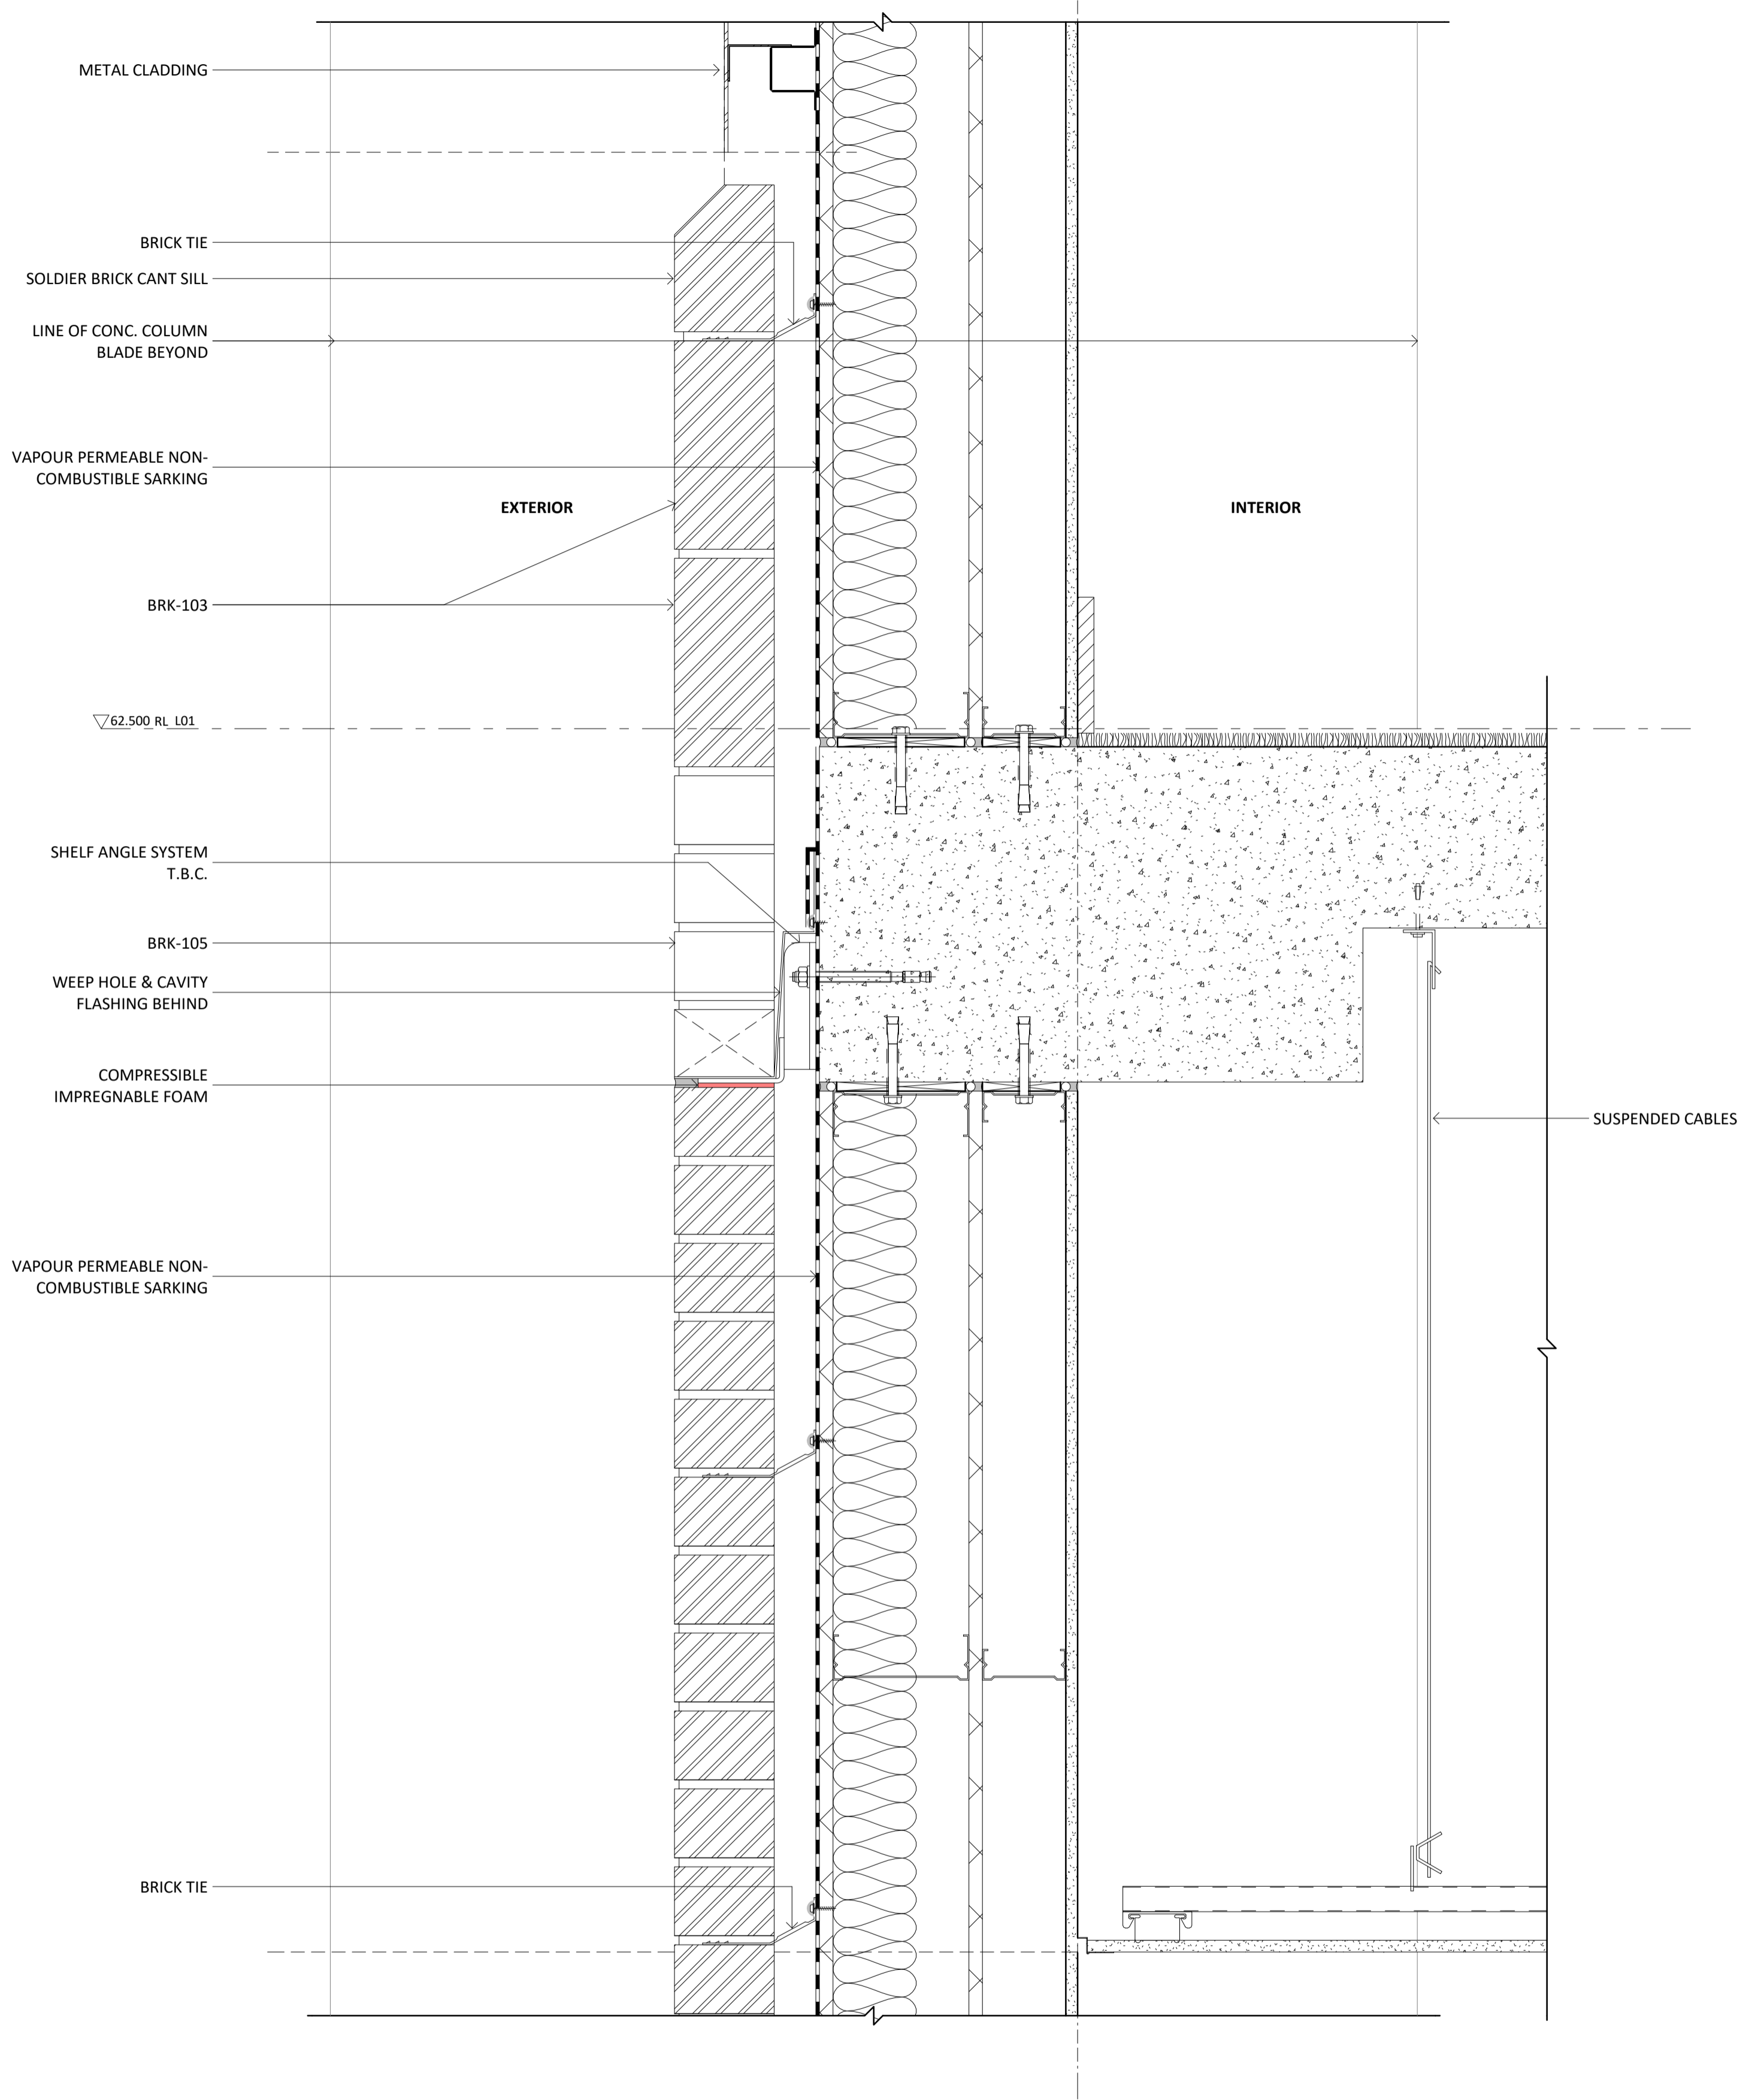 METAL CLADDING
BRICK TIE
SOLDIER BRICK CANT SILL
LINE OF CONC. COLUMN
BLADE BEYOND
VAPOUR PERMEABLE NON-
COMBUSTIBLE SARKING
EXTERIOR
INTERIOR
BRK-103
62.500 RL L01
SHELF ANGLE SYSTEM
T.B.C.
BRK-105
WEEP HOLE & CAVITY
FLASHING BEHIND
COMPRESSIBLE
IMPREGNABLE FOAM
SUSPENDED CABLES
VAPOUR PERMEABLE NON-
COMBUSTIBLE SARKING
BRICK TIE